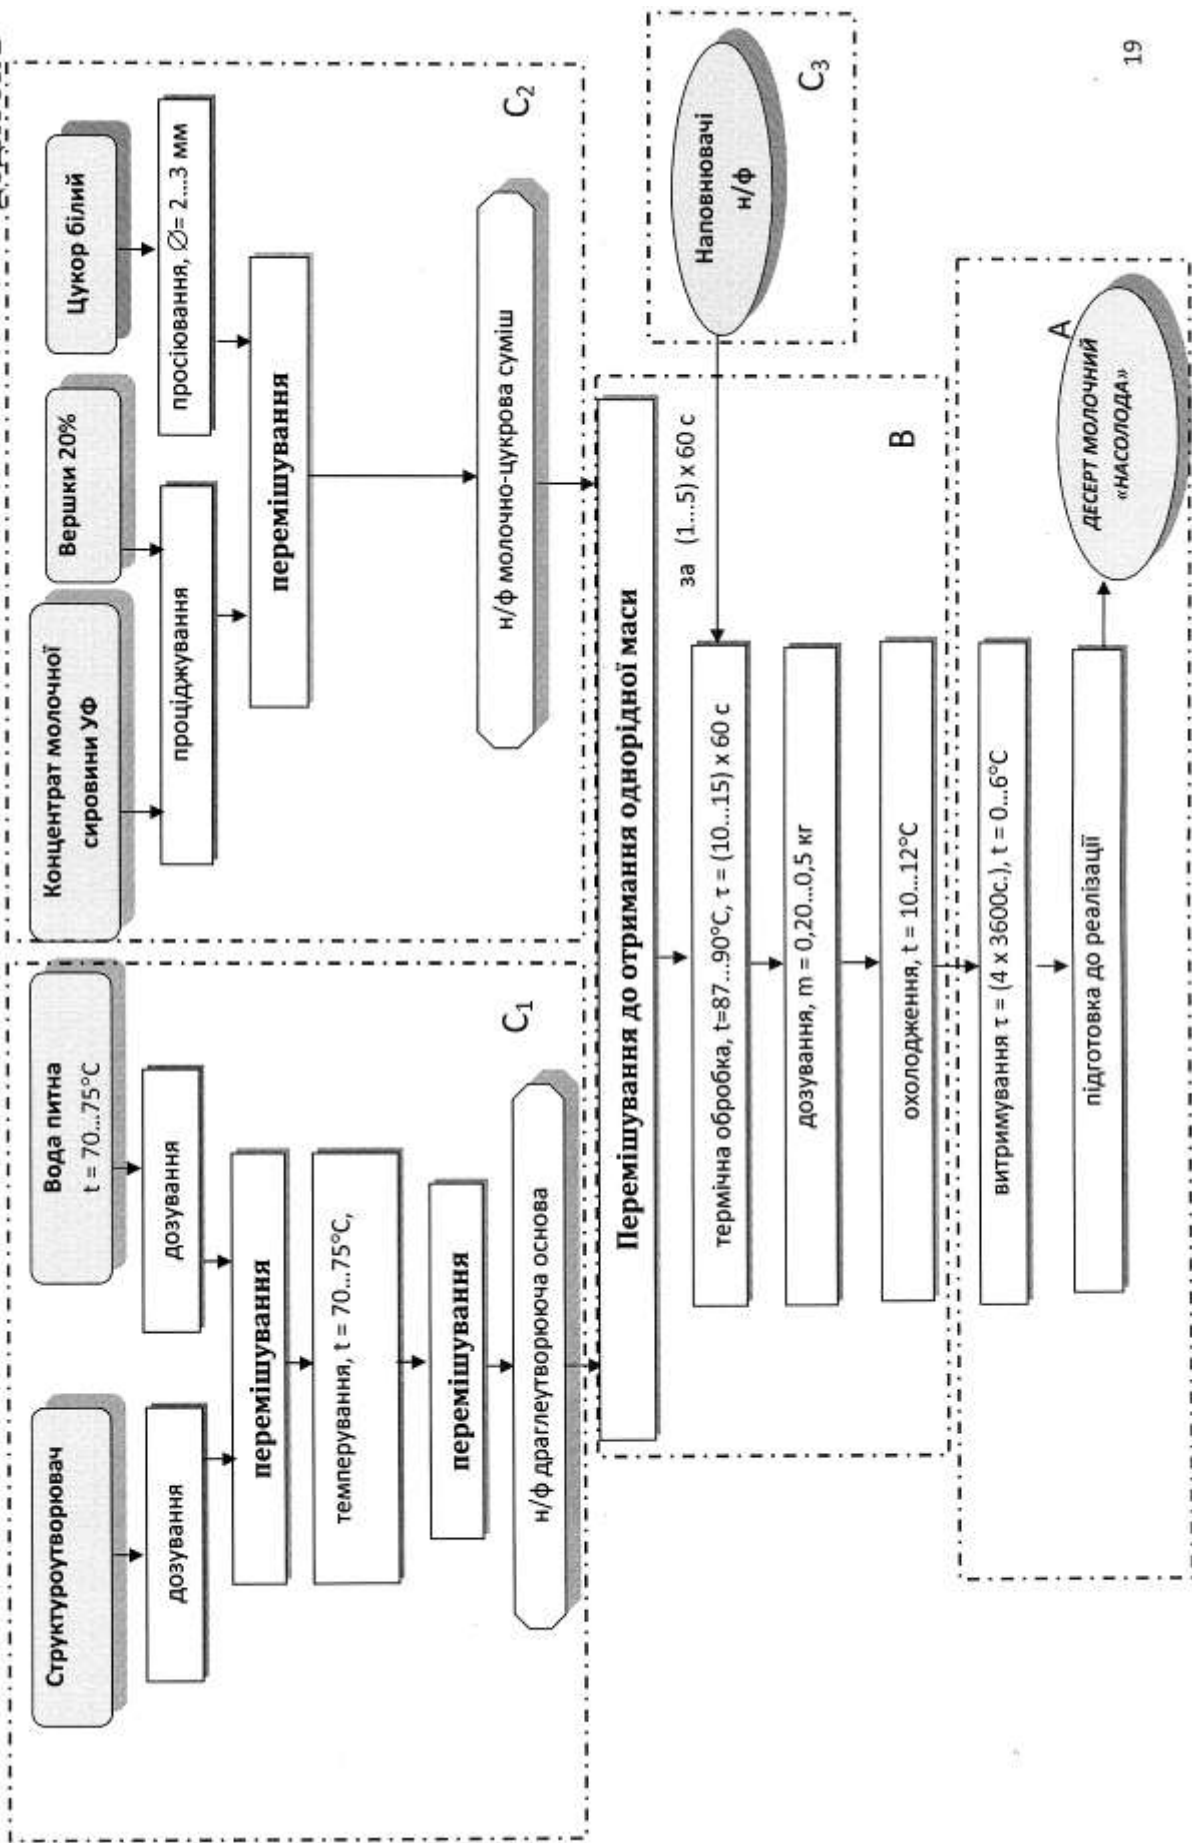 Структуроутворювач
Вода питна
t = 70...75°C
дозування
дозування
перемішування
темперування, t = 70...75°C,
перемішування
н/ф драглеутворююча основа
C₁
Концентрат молочної
сировини УФ
Вершки 20%
Цукор білий
проціджування
просіювання, ∅= 2...3 мм
перемішування
н/ф молочно-цукрова суміш
C₂
Перемішування до отримання однорідної маси
за (1...5) х 60 с
Наповнювачі
н/ф
C₃
термічна обробка, t=87...90°C, τ = (10...15) х 60 с
дозування, m = 0,20...0,5 кг
охолодження, t = 10...12°C
B
витримування τ = (4 х 3600с.), t = 0...6°C
підготовка до реалізації
A
ДЕСЕРТ МОЛОЧНИЙ
«НАСОЛОДА»
19